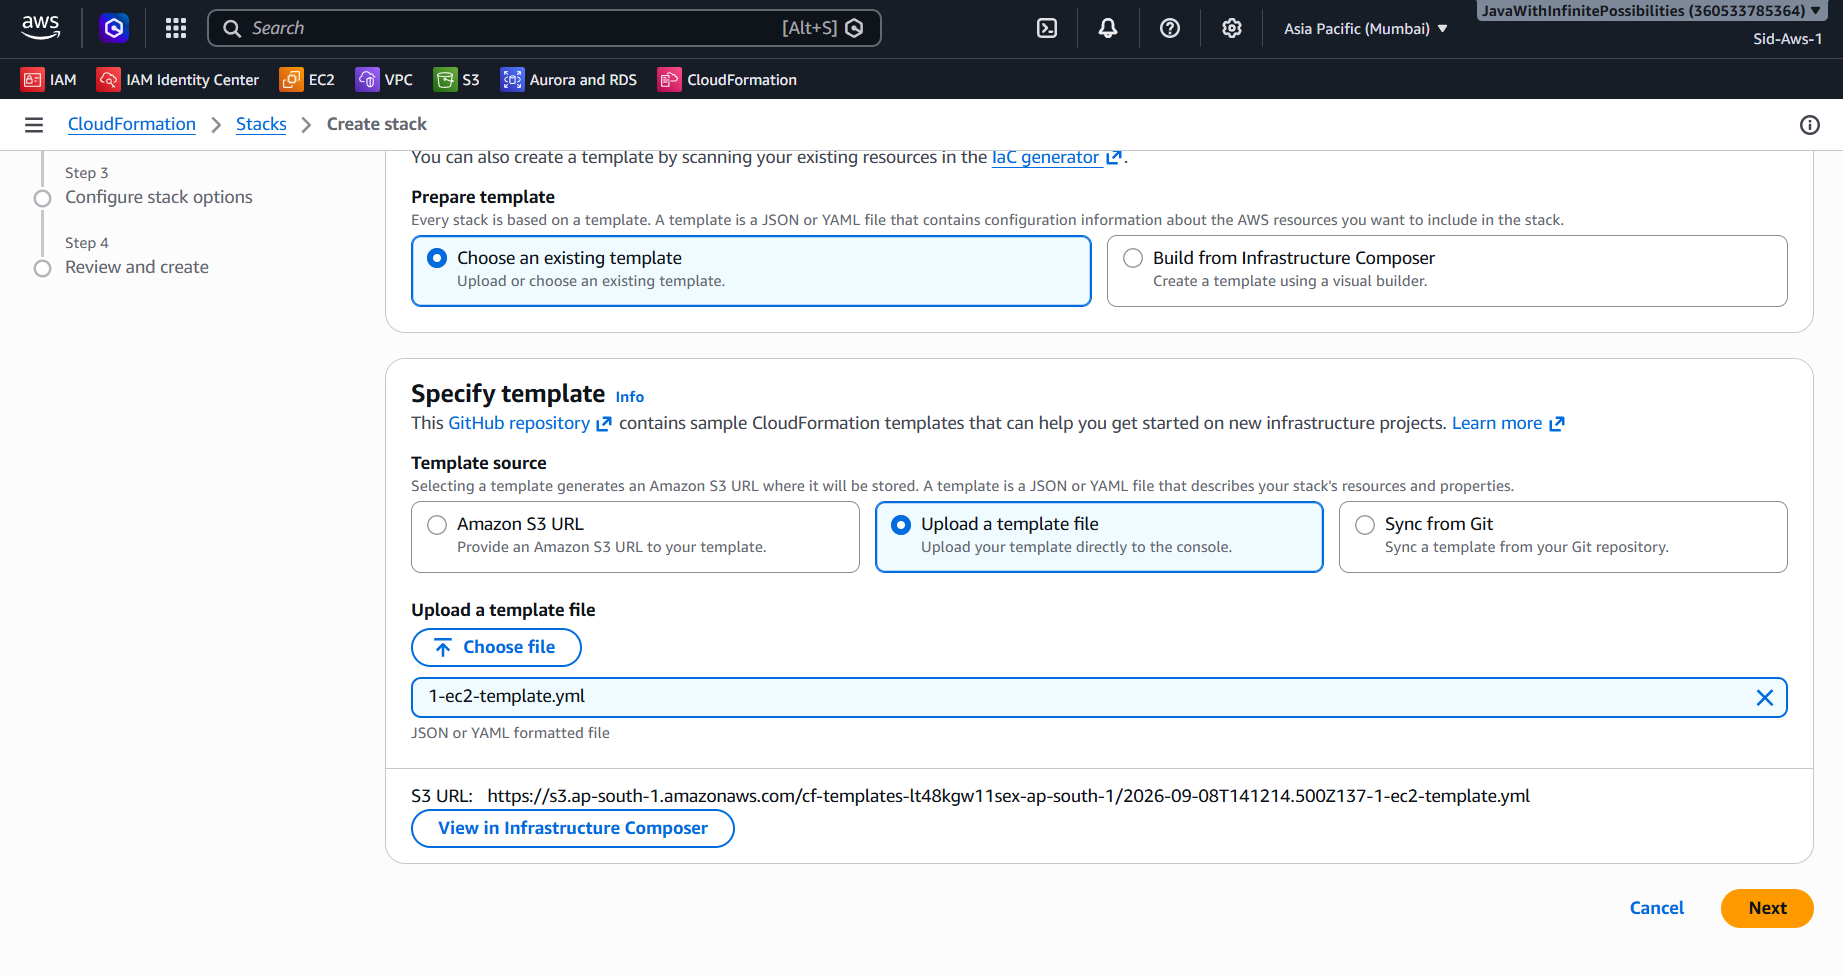 aws
Search
[Alt+S]
Asia Pacific (Mumbai)
JavaWithInfinitePossibilities (360533785364)
Sid-Aws-1
IAM
IAM Identity Center
EC2
VPC
S3
Aurora and RDS
CloudFormation
CloudFormation
Stacks
Create stack
Step 3
Configure stack options
Step 4
Review and create
You can also create a template by scanning your existing resources in the IaC generator.
Prepare template
Every stack is based on a template. A template is a JSON or YAML file that contains configuration information about the AWS resources you want to include in the stack.
Choose an existing template
Upload or choose an existing template.
Build from Infrastructure Composer
Create a template using a visual builder.
Specify template Info
This GitHub repository contains sample CloudFormation templates that can help you get started on new infrastructure projects. Learn more
Template source
Selecting a template generates an Amazon S3 URL where it will be stored. A template is a JSON or YAML file that describes your stack's resources and properties.
Amazon S3 URL
Provide an Amazon S3 URL to your template.
Upload a template file
Upload your template directly to the console.
Sync from Git
Sync a template from your Git repository.
Upload a template file
Choose file
1-ec2-template.yml
JSON or YAML formatted file
S3 URL: https://s3.ap-south-1.amazonaws.com/cf-templates-lt48kgw11sex-ap-south-1/2026-09-08T141214.500Z137-1-ec2-template.yml
View in Infrastructure Composer
Cancel
Next